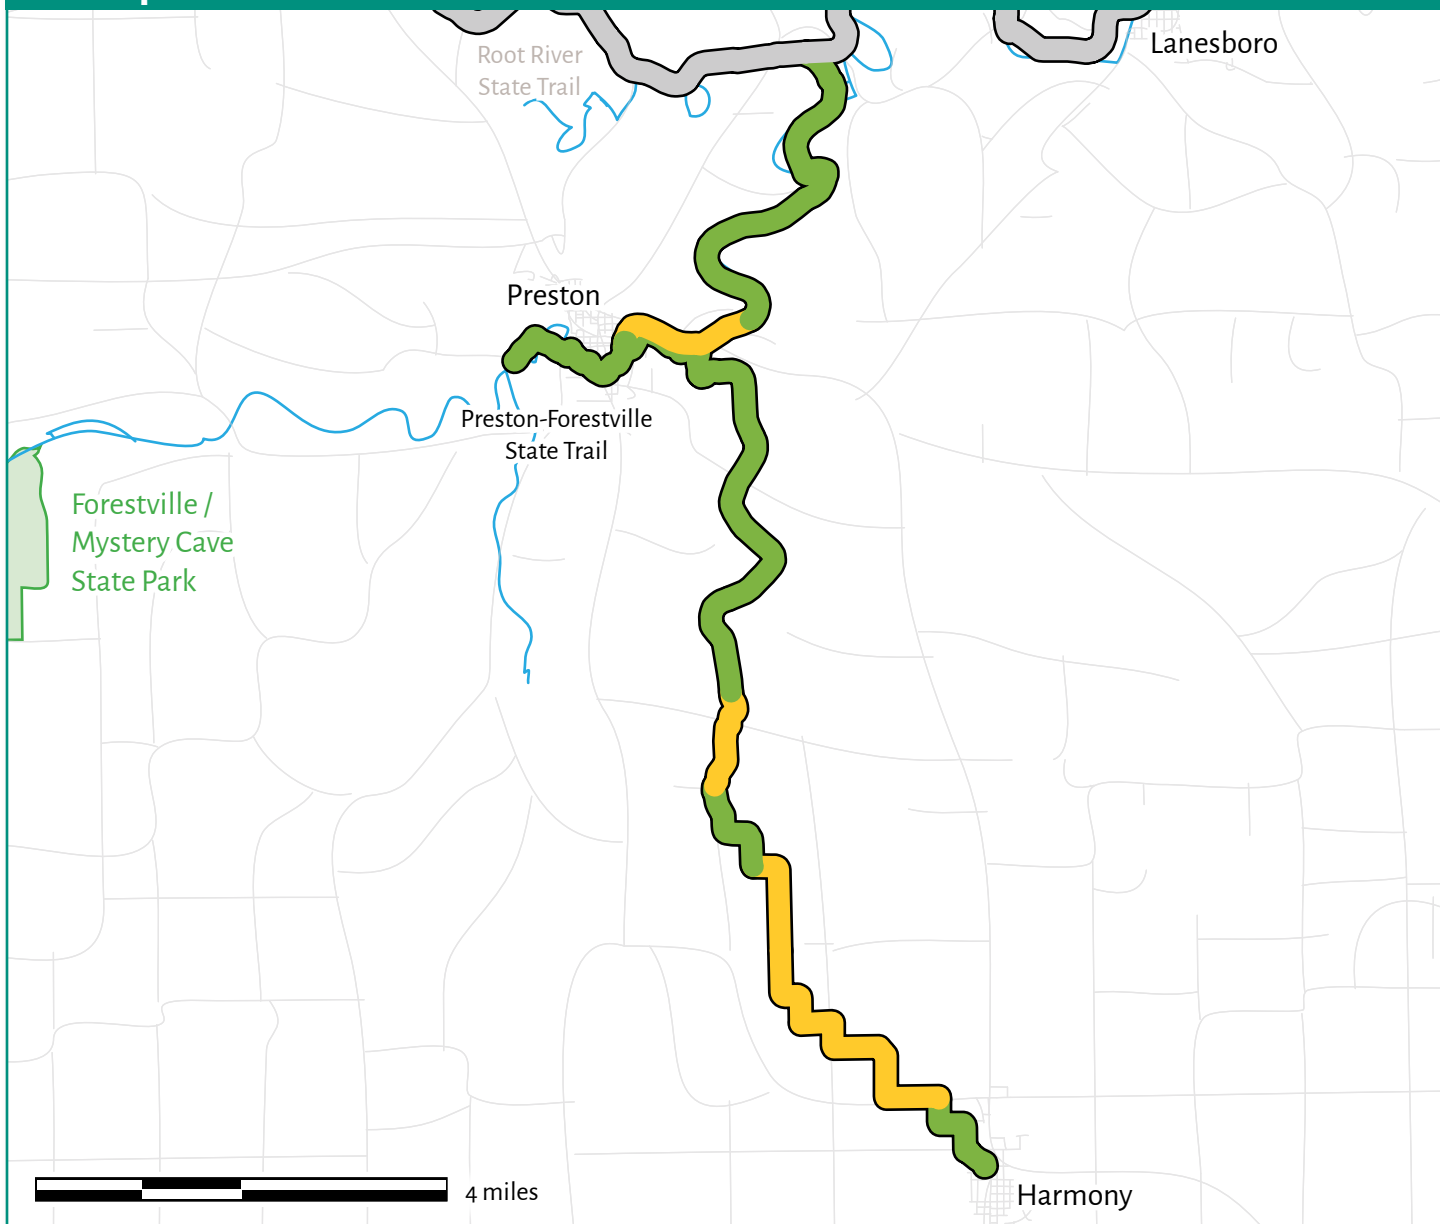 Root River
State Trail
Lanesboro
Preston
Preston-Forestville
State Trail
Forestville /
Mystery Cave
State Park
4 miles
Harmony